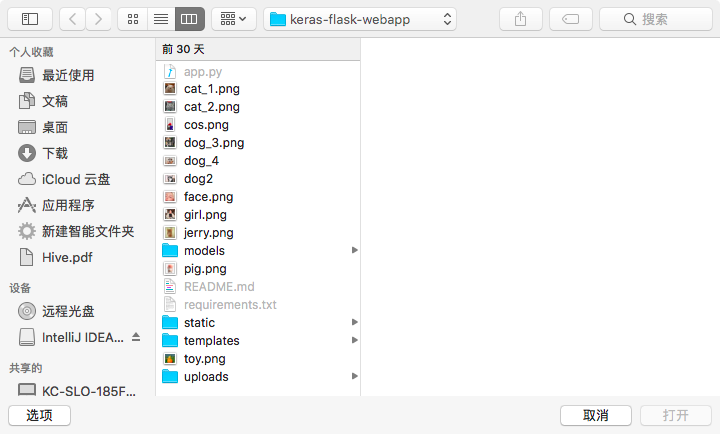 keras-flask-webapp
搜索
个人收藏
最近使用
文稿
桌面
下载
iCloud 云盘
应用程序
新建智能文件夹
Hive.pdf
设备
远程光盘
IntelliJ IDEA...
共享的
KC-SLO-185F...
前 30 天
app.py
cat_1.png
cat_2.png
cos.png
dog_3.png
dog_4
dog2
face.png
girl.png
jerry.png
models
pig.png
README.md
requirements.txt
static
templates
toy.png
uploads
选项
取消
打开